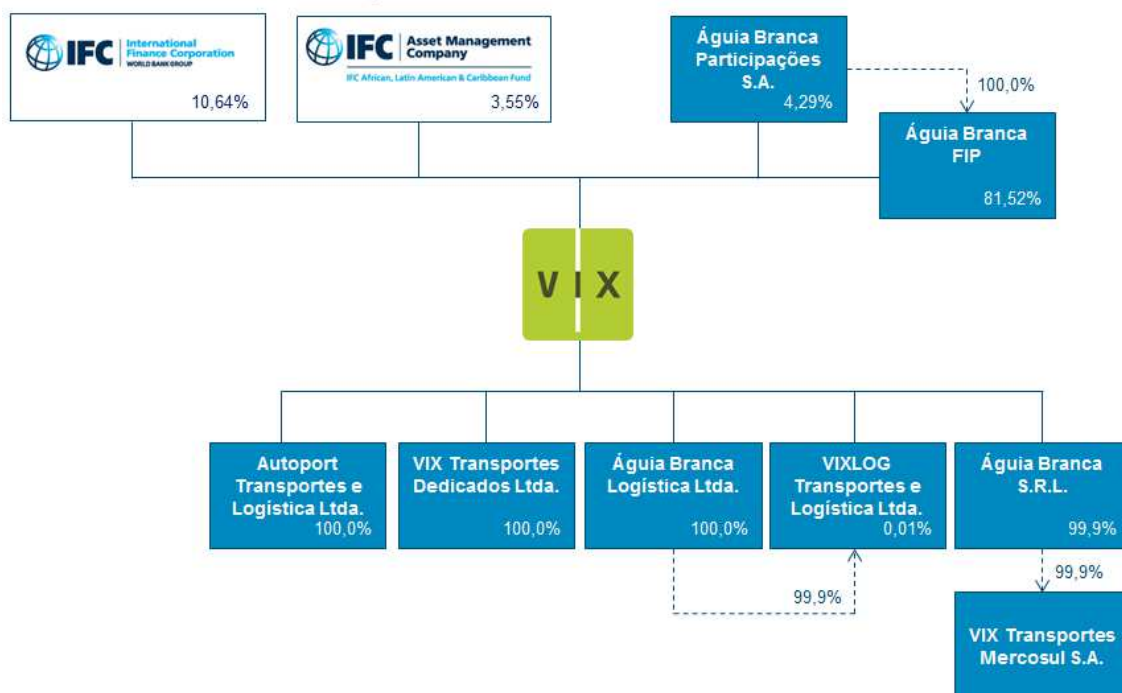 IFC
International
Finance Corporation
WORLD BANK GROUP
10,64%
IFC
Asset Management
Company
IFC African, Latin American & Caribbean Fund
3,55%
Águia Branca
Participações
S.A.
4,29%
100,0%
Águia Branca
FIP
81,52%
VIX
Autoport
Transportes e
Logística Ltda.
100,0%
VIX Transportes
Dedicados Ltda.
100,0%
Águia Branca
Logística Ltda.
100,0%
VIXLOG
Transportes e
Logística Ltda.
0,01%
Águia Branca
S.R.L.
99,9%
99,9%
99,9%
VIX Transportes
Mercosul S.A.